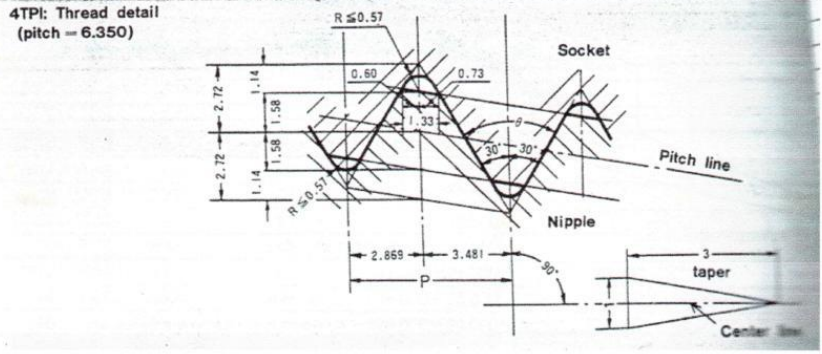 4TPI: Thread detail
(pitch = 6.350)
R≤0.57
Socket
0.60
0.73
1.14
2.72
1.58
1.33
θ
30° 30°
Pitch line
1.58
2.72
1.14
R≤0.57
Nipple
2.869
3.481
90°
P
3
taper
1
Center line